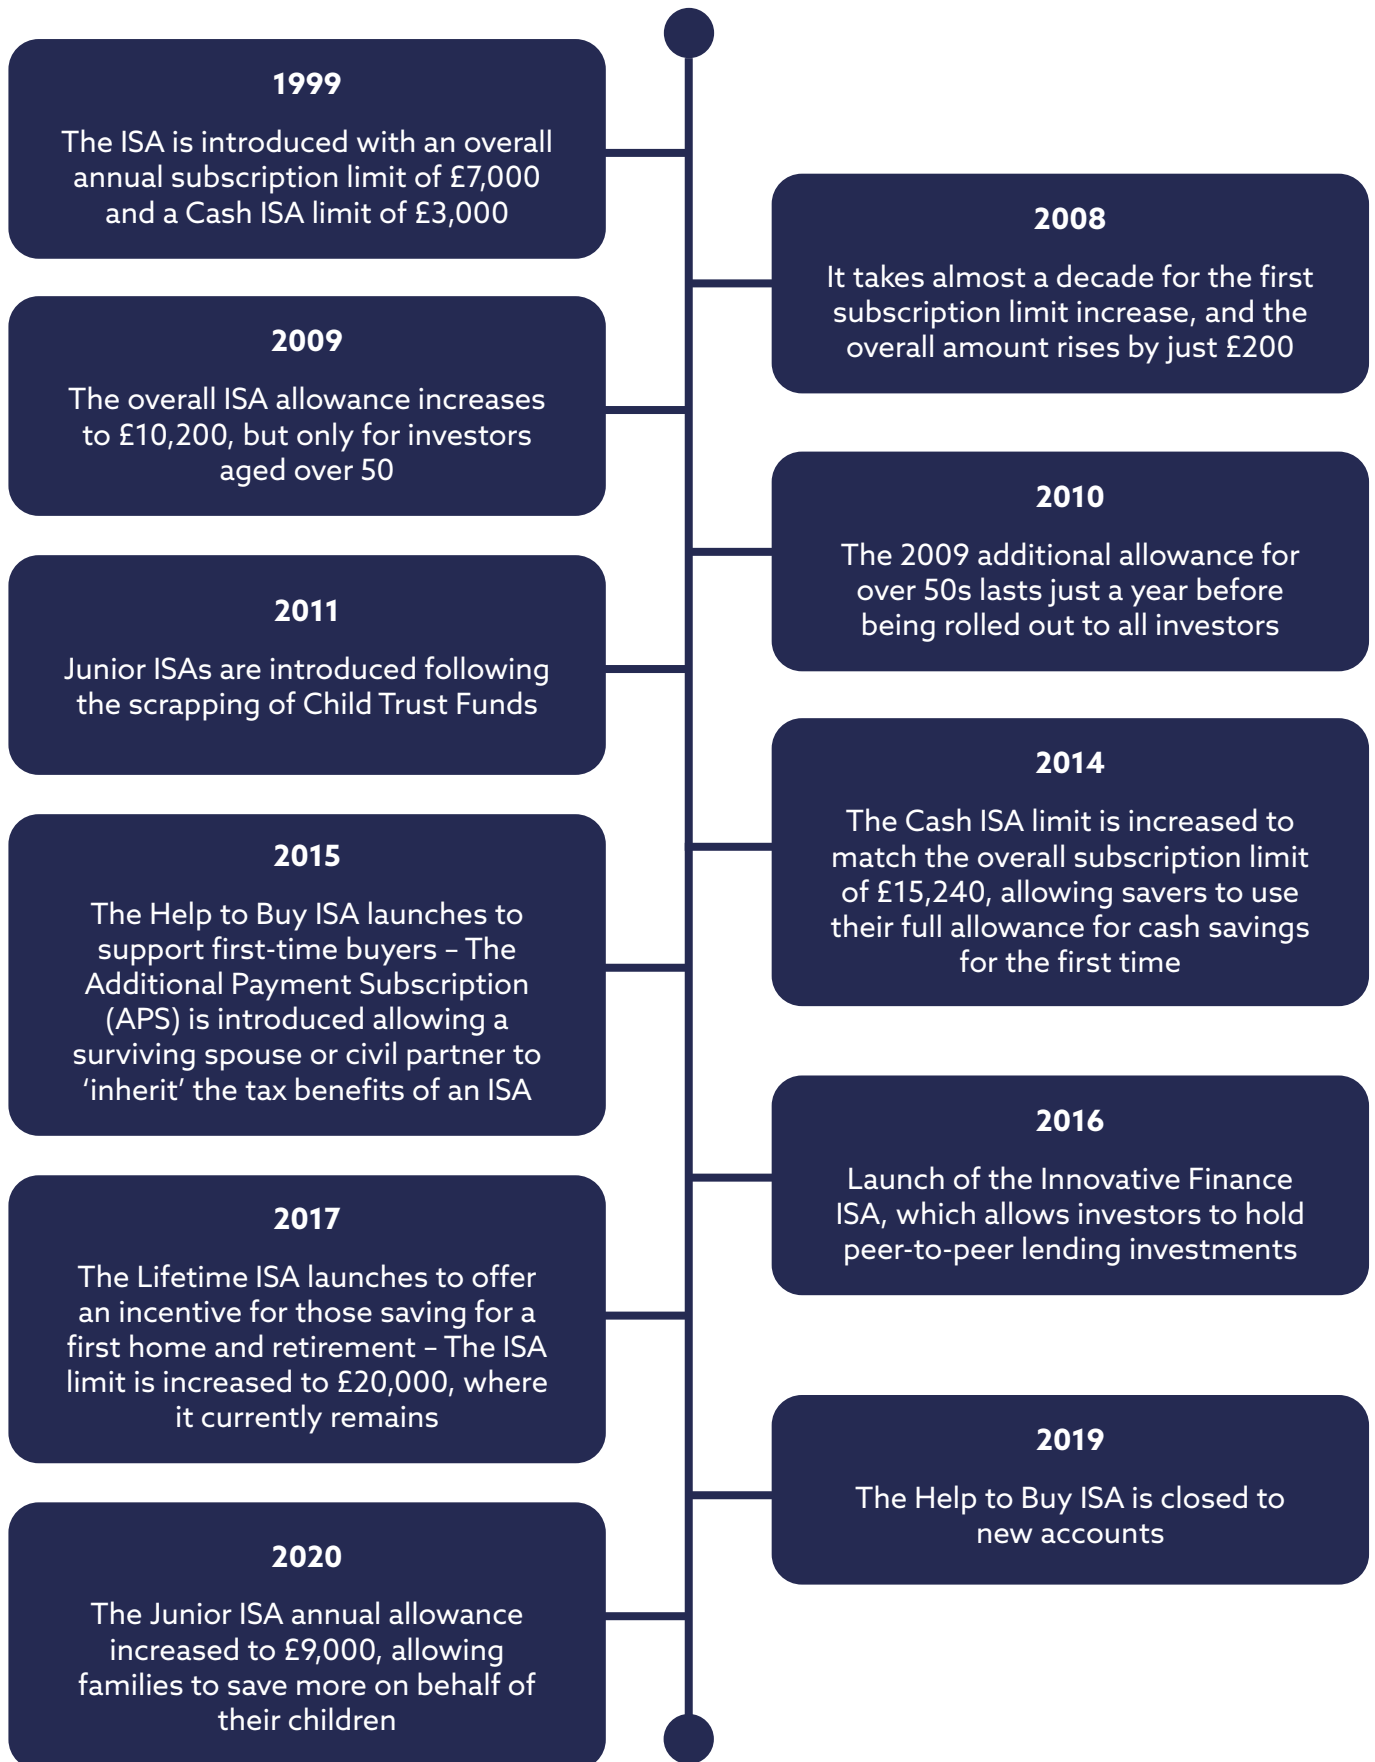 1999
The ISA is introduced with an overall
annual subscription limit of £7,000
and a Cash ISA limit of £3,000
2008
It takes almost a decade for the first
subscription limit increase, and the
overall amount rises by just £200
2009
The overall ISA allowance increases
to £10,200, but only for investors
aged over 50
2010
The 2009 additional allowance for
over 50s lasts just a year before
being rolled out to all investors
2011
Junior ISAs are introduced following
the scrapping of Child Trust Funds
2014
The Cash ISA limit is increased to
match the overall subscription limit
of £15,240, allowing savers to use
their full allowance for cash savings
for the first time
2015
The Help to Buy ISA launches to
support first-time buyers – The
Additional Payment Subscription
(APS) is introduced allowing a
surviving spouse or civil partner to
‘inherit’ the tax benefits of an ISA
2016
Launch of the Innovative Finance
ISA, which allows investors to hold
peer-to-peer lending investments
2017
The Lifetime ISA launches to offer
an incentive for those saving for a
first home and retirement – The ISA
limit is increased to £20,000, where
it currently remains
2019
The Help to Buy ISA is closed to
new accounts
2020
The Junior ISA annual allowance
increased to £9,000, allowing
families to save more on behalf of
their children